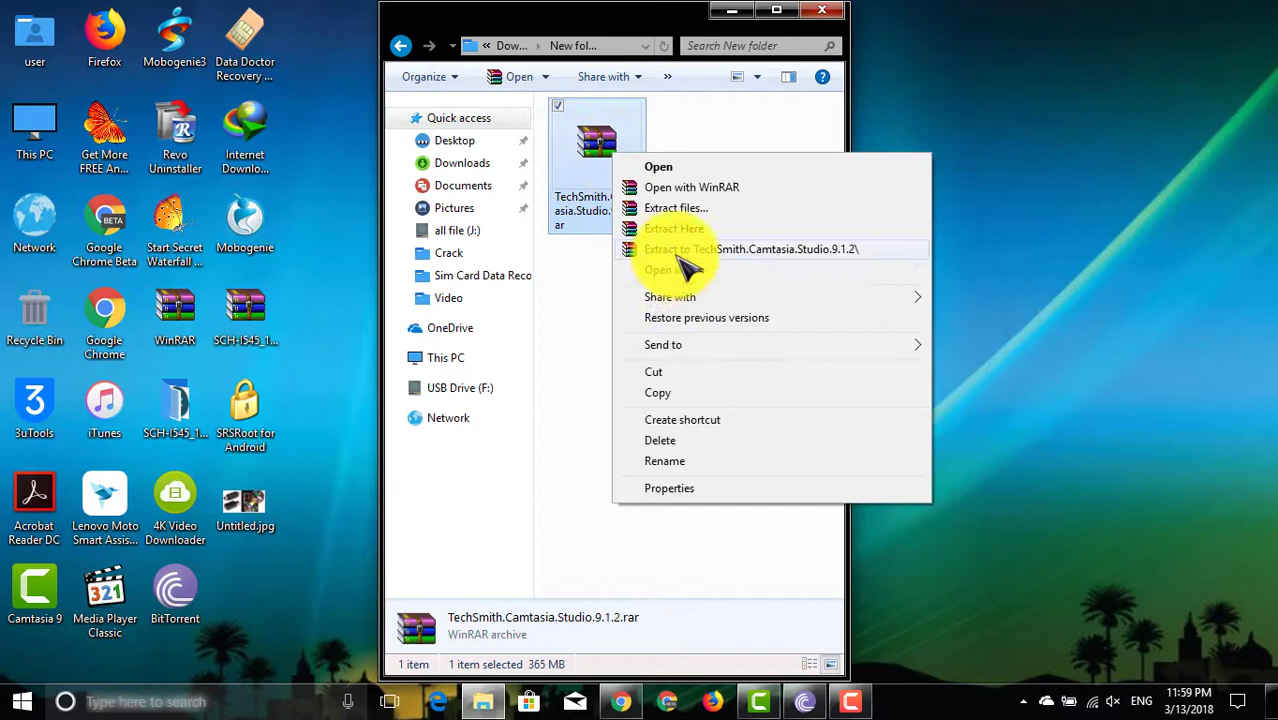 user
Firefox
Mobogenie3
Data Doctor
Recovery ...
This PC
Get More
FREE An...
Revo
Uninstaller
Internet
Downlo...
Network
Google
Chrome Beta
Start Secret
Watermel...
Mobogenie
Recycle Bin
Google
Chrome
WinRAR
SCH-I545_1...
3uTools
iTunes
SCH-I545_1...
SRSRoot for
Android
Acrobat
Reader DC
Lenovo Moto
Smart Assis...
4K Video
Downloader
Untitled.jpg
Camtasia 9
Media Player
Classic
BitTorrent
« Dow... New fol...
Search New folder
Organize Open Share with »
Quick access
Desktop
Downloads
Documents
Pictures
all file (J:)
Crack
Sim Card Data Reco
Video
OneDrive
This PC
USB Drive (F:)
Network
TechSmith.C
asia.Studio.
ar
Open
Open with WinRAR
Extract files...
Extract Here
Extract to TechSmith.Camtasia.Studio.9.1.2\
Open
Share with
Restore previous versions
Send to
Cut
Copy
Create shortcut
Delete
Rename
Properties
TechSmith.Camtasia.Studio.9.1.2.rar
WinRAR archive
1 item 1 item selected 365 MB
Type here to search
ENG
11:59 PM
3/13/2018